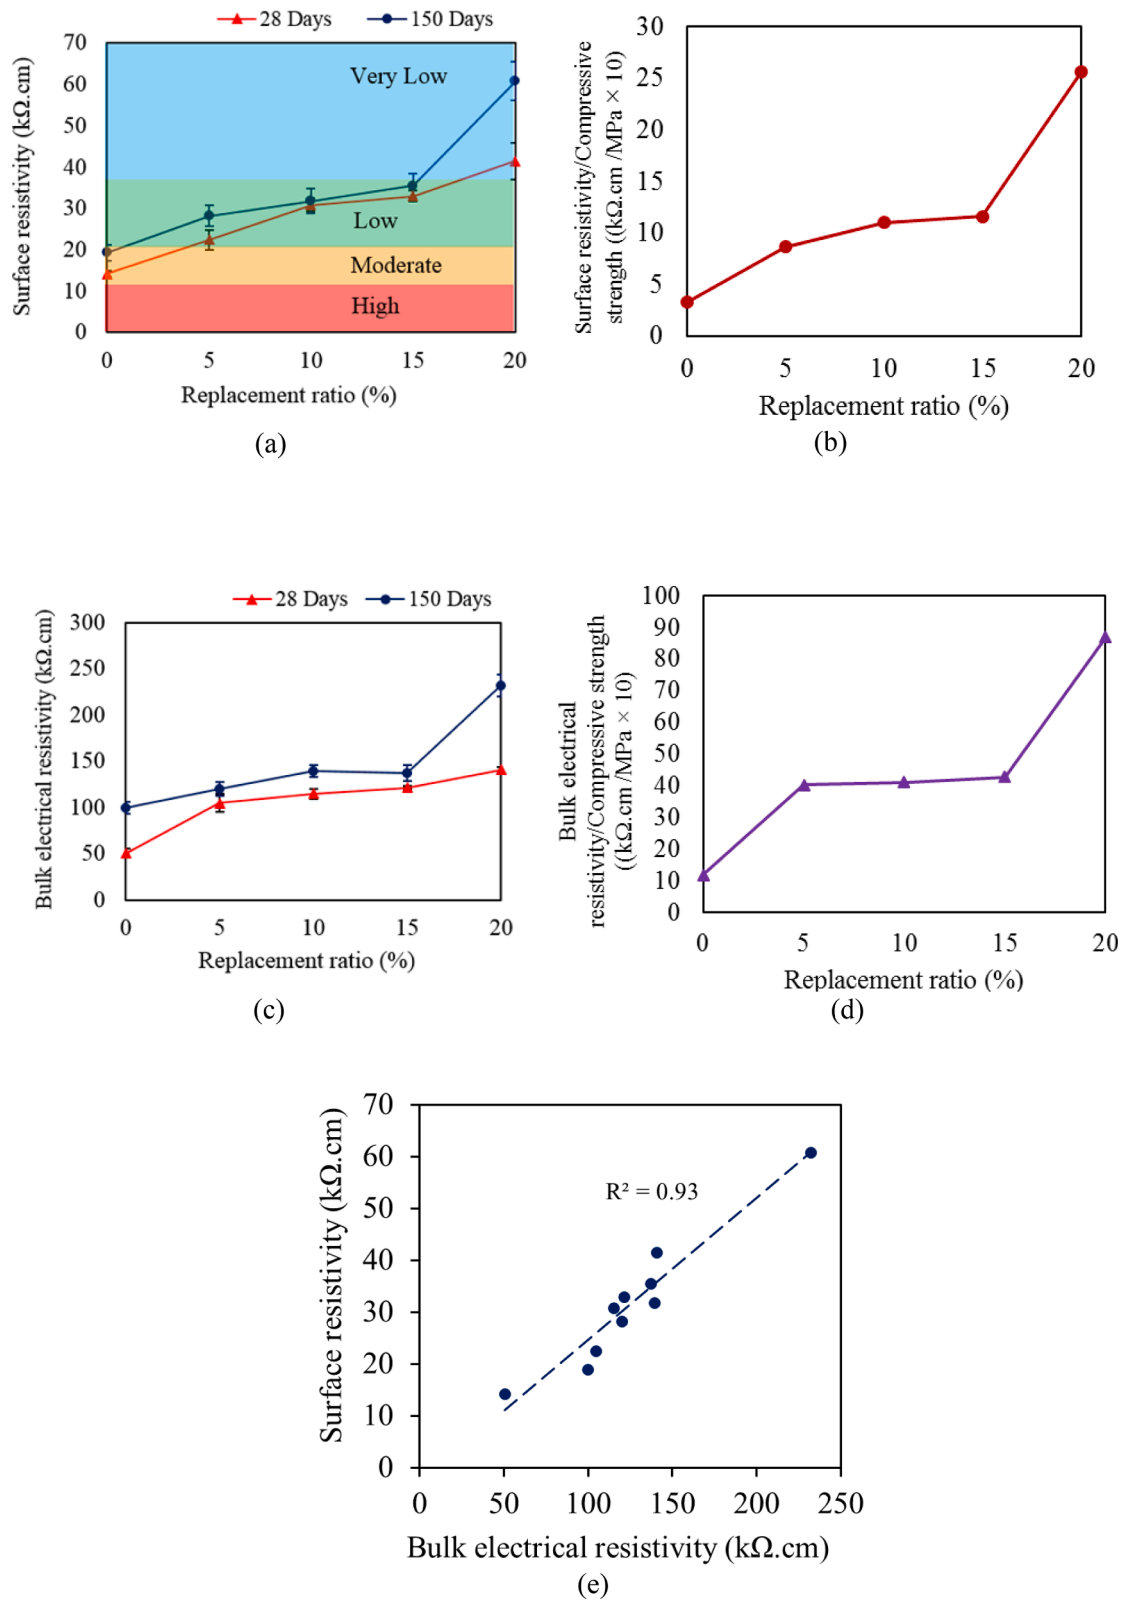 28 Days 150 Days
70
60
50
40
30
20
10
0
Surface resistivity (kΩ.cm)
Very Low
Low
Moderate
High
0 5 10 15 20
Replacement ratio (%)
(a)
30
25
20
15
10
5
0
Surface resistivity/Compressive
strength ((kΩ.cm /MPa × 10)
0 5 10 15 20
Replacement ratio (%)
(b)
28 Days 150 Days
300
250
200
150
100
50
0
Bulk electrical resistivity (kΩ.cm)
0 5 10 15 20
Replacement ratio (%)
(c)
100
90
80
70
60
50
40
30
20
10
0
Bulk electrical
resistivity/Compressive strength
((kΩ.cm /MPa × 10)
0 5 10 15 20
Replacement ratio (%)
(d)
70
60
50
40
30
20
10
0
Surface resistivity (kΩ.cm)
R² = 0.93
0 50 100 150 200 250
Bulk electrical resistivity (kΩ.cm)
(e)